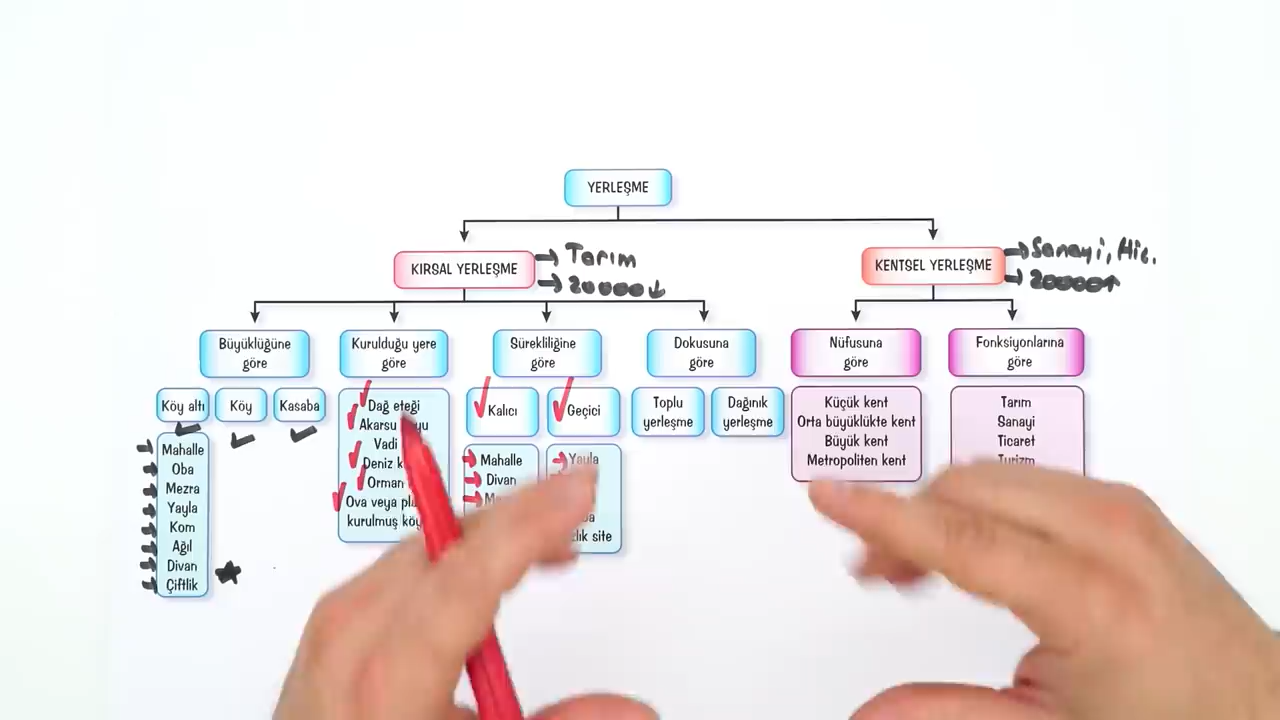 YERLEŞME
KIRSAL YERLEŞME
Tarım
20000↓
KENTSEL YERLEŞME
Sanayi, Hiz.
20000↑
Büyüklüğüne
göre
Köy altı
Köy
Kasaba
Mahalle
Oba
Mezra
Yayla
Kom
Ağıl
Divan
Çiftlik
Kurulduğu yere
göre
Dağ eteği
Akarsu
Vadi
Deniz
Orman
Ova veya
kurulmuş
Sürekliliğine
göre
Kalıcı
Mahalle
Divan
Geçici
Yayla
site
Dokusuna
göre
Toplu
yerleşme
Dağınık
yerleşme
Nüfusuna
göre
Küçük kent
Orta büyüklükte kent
Büyük kent
Metropoliten kent
Fonksiyonlarına
göre
Tarım
Sanayi
Ticaret
Turizm